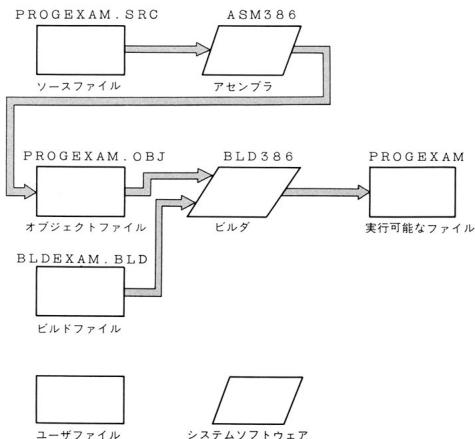 PROGEXAM.SRC
ASM386
ソースファイル
アセンブラ
PROGEXAM.OBJ
BLD386
PROGEXAM
オブジェクトファイル
ビルダ
実行可能なファイル
BLDEXAM.BLD
ビルドファイル
ユーザファイル
システムソフトウェア